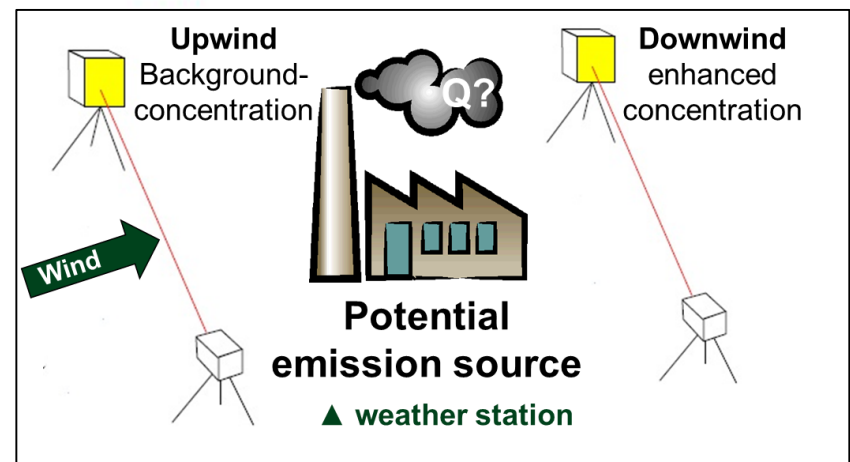 Upwind
Background-
concentration
Q?
Downwind
enhanced
concentration
Wind
Potential
emission source
▲ weather station